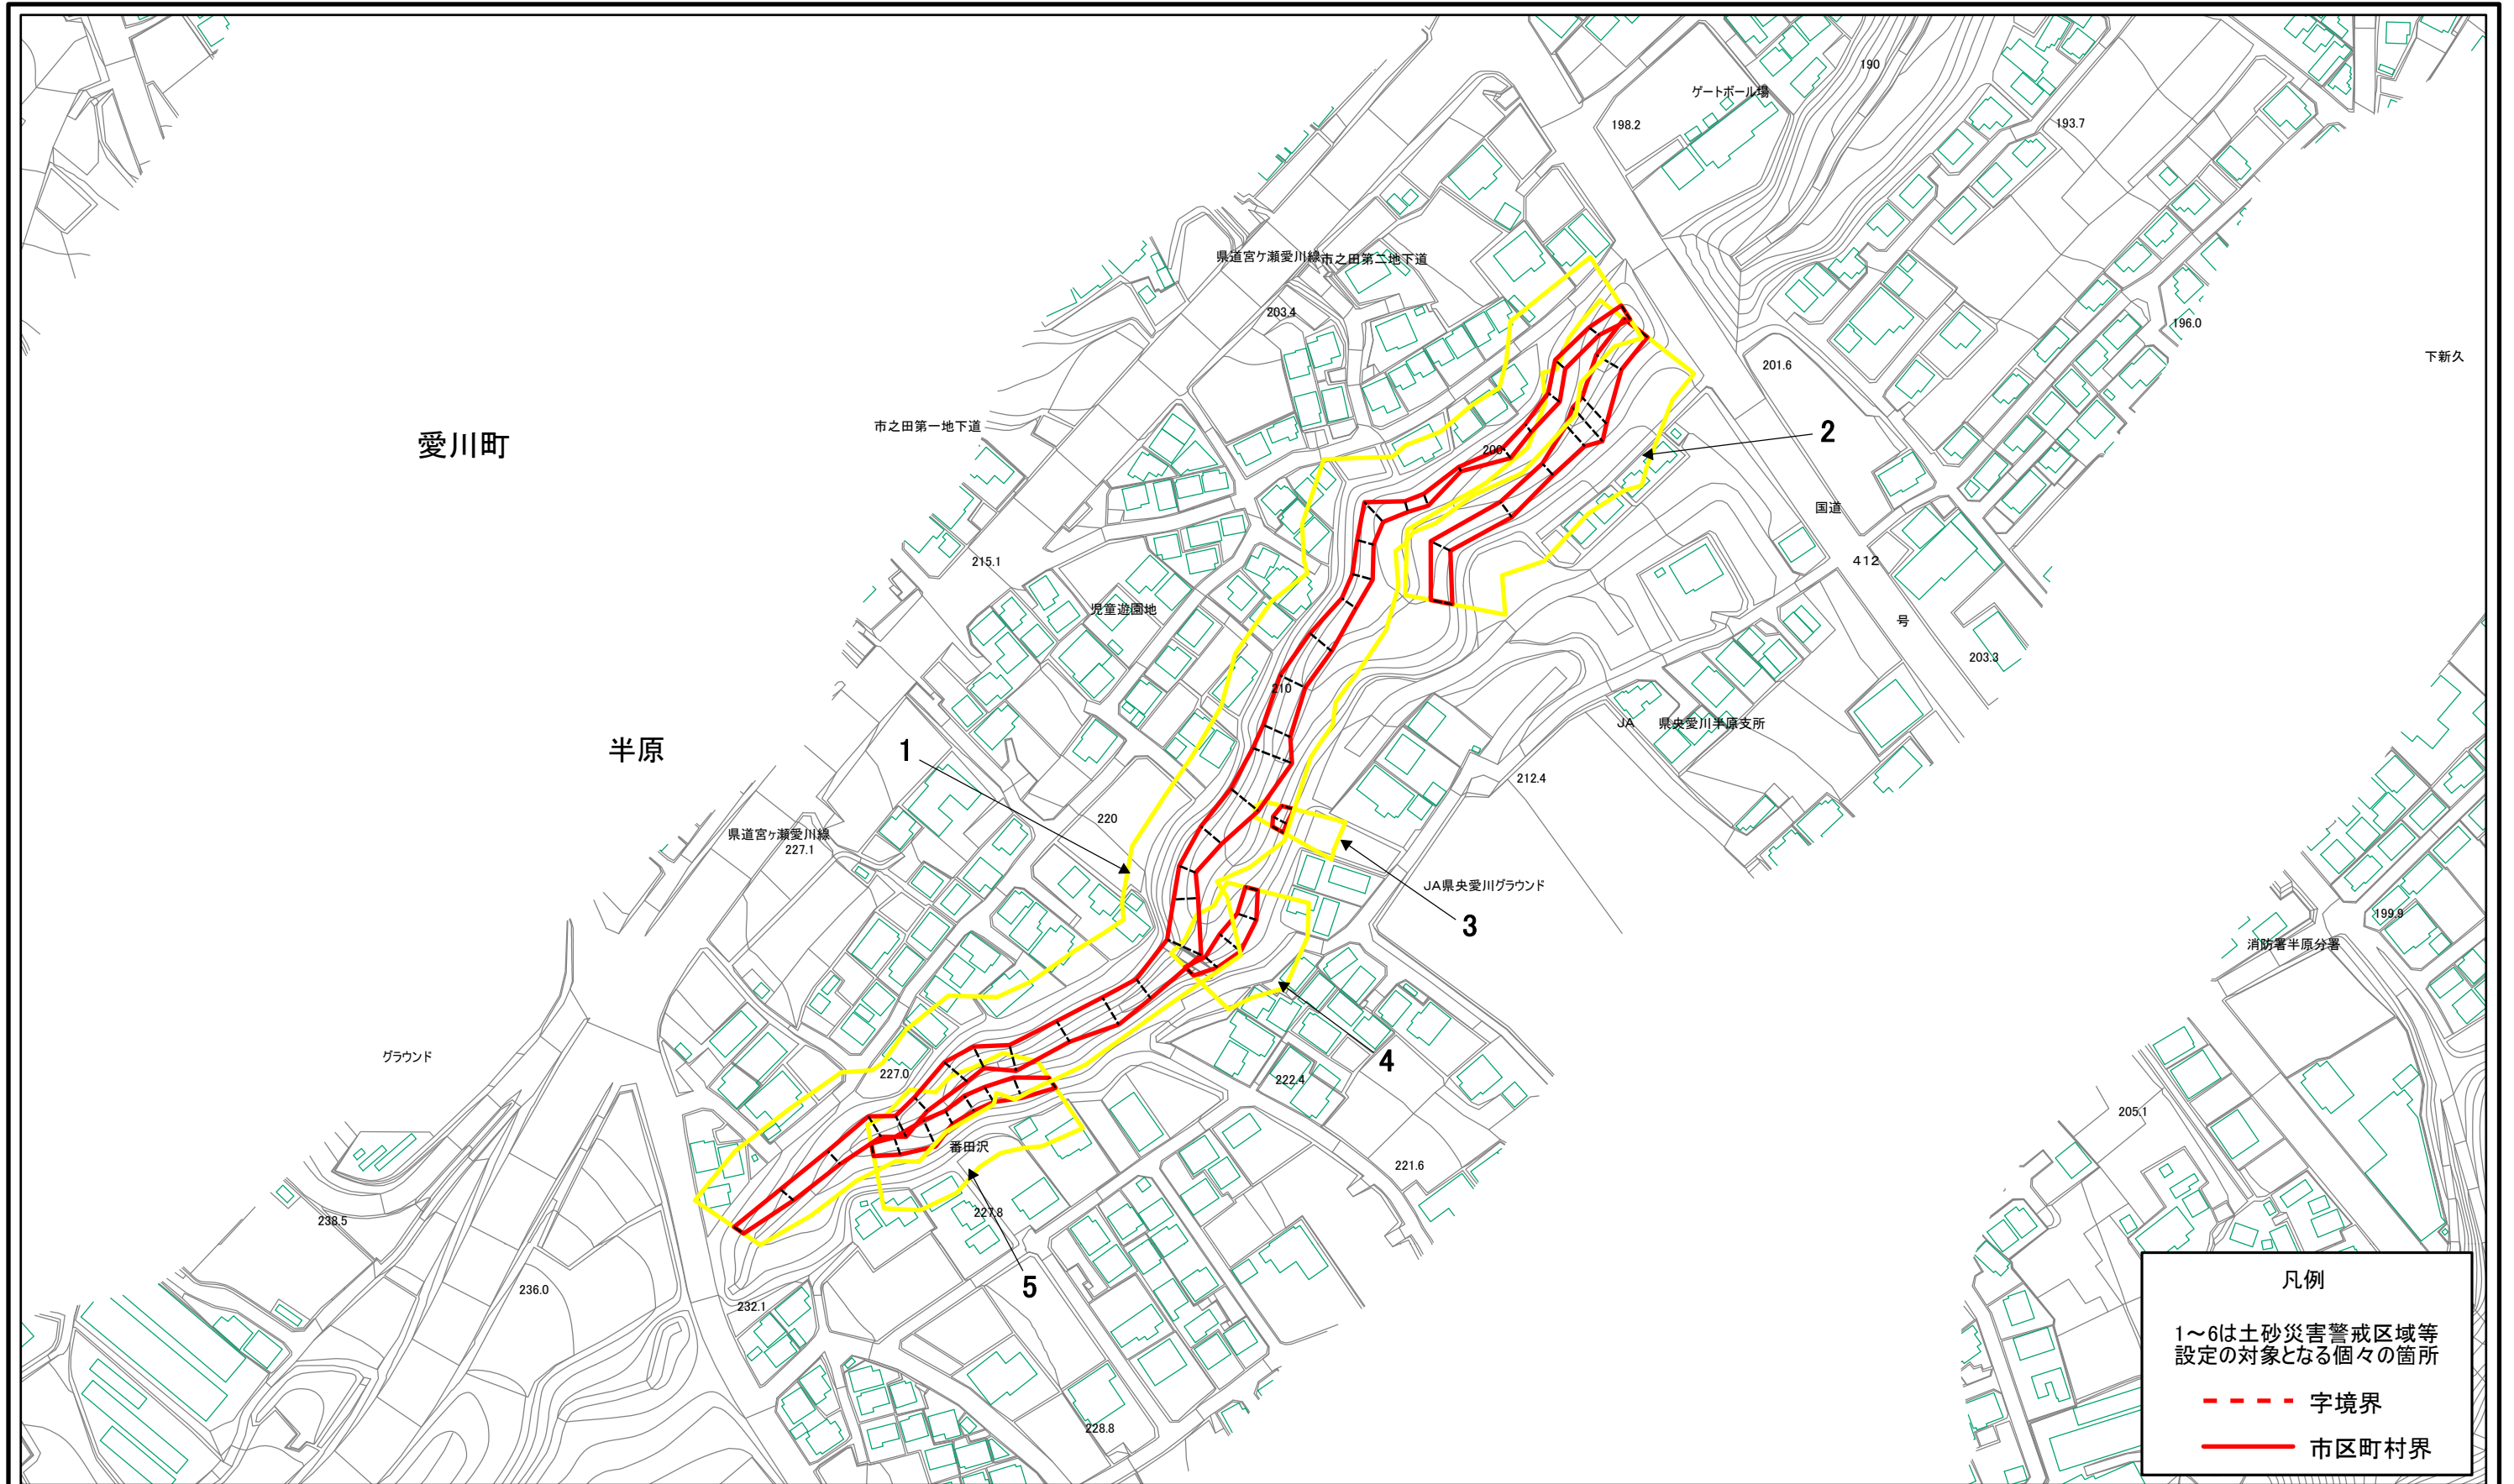 190
ゲートボール場
198.2
193.7
県道宮ケ瀬愛川線
市之田第二地下道
203.4
196.0
下新久
201.6
市之田第一地下道
愛川町
2
200
国道
215.1
412
児童遊園地
号
203.3
210
JA 県央愛川半原支所
半原
1
212.4
220
県道宮ヶ瀬愛川線
227.1
JA県央愛川グラウンド
3
199.9
消防署半原分署
グラウンド
4
227.0
222.4
205.1
番田沢
221.6
227.8
238.5
5
236.0
232.1
228.8
凡例
1～6は土砂災害警戒区域等
設定の対象となる個々の箇所
字境界
市区町村界